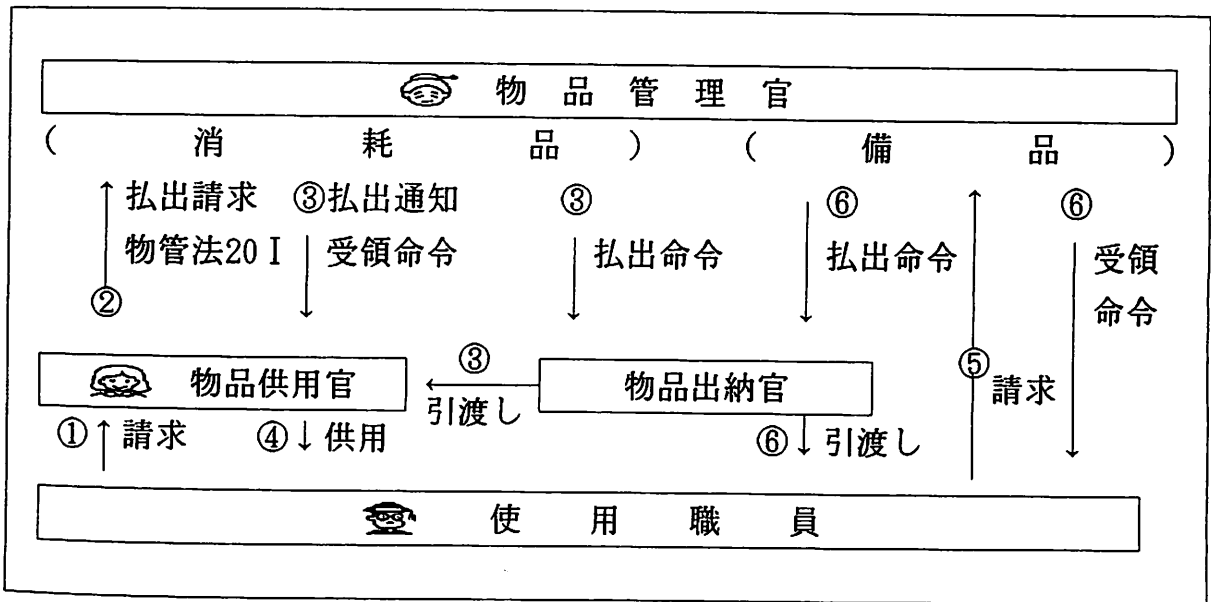 物品管理官
(消耗品) (備品)
払出請求 ③払出通知 ③ ⑥ ⑥
物管法20Ⅰ 受領命令 払出命令 払出命令 受領
② 命令
物品供用官 ③ 物品出納官 ⑤請求
引渡し
①請求 ④供用 ⑥引渡し
使用職員